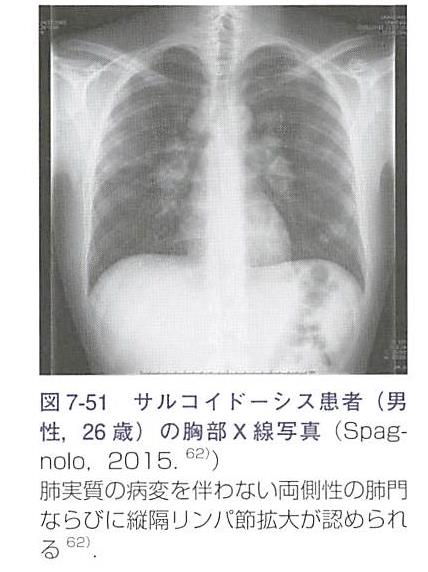 図7-51 サルコイドーシス患者（男
性，26歳）の胸部X線写真（Spag-
nolo，2015．62)）
肺実質の病変を伴わない両側性の肺門
ならびに縦隔リンパ節拡大が認められ
る62)．